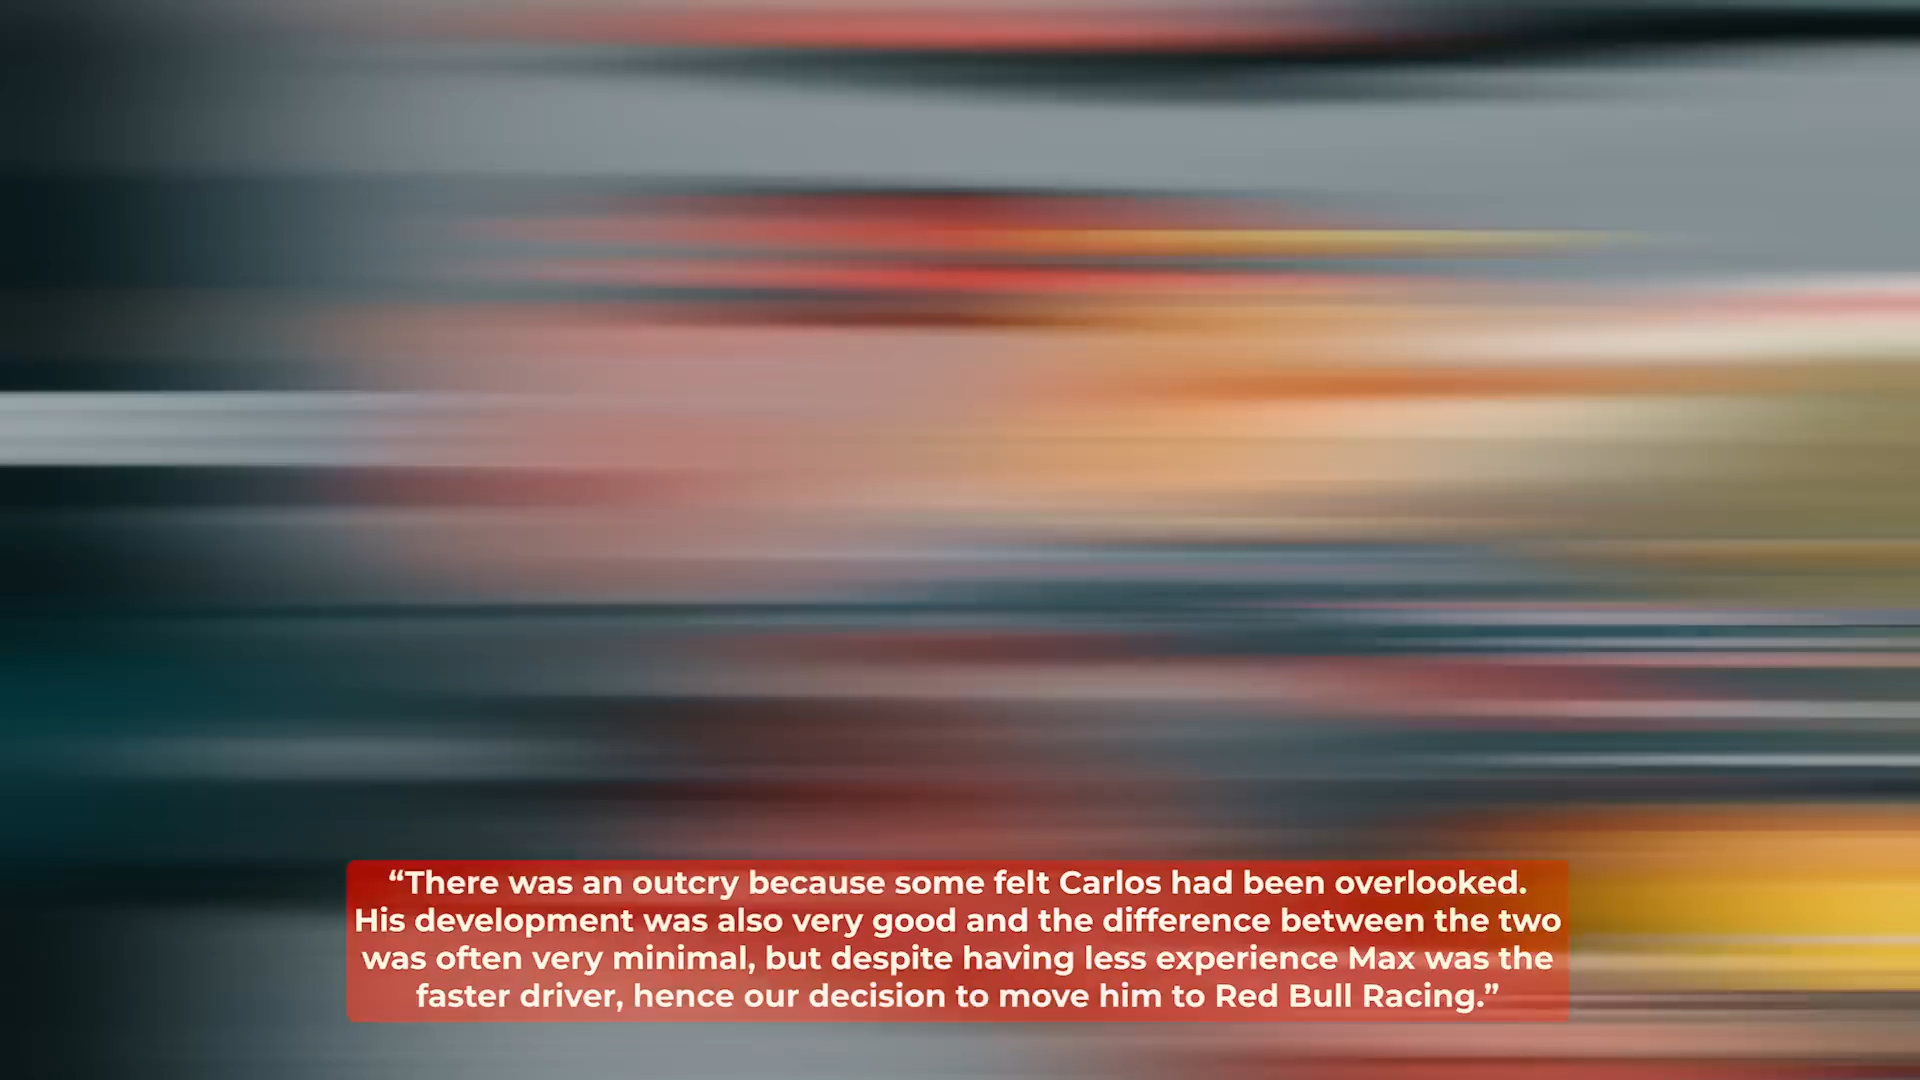 “There was an outcry because some felt Carlos had been overlooked.
His development was also very good and the difference between the two
was often very minimal, but despite having less experience Max was the
faster driver, hence our decision to move him to Red Bull Racing.”